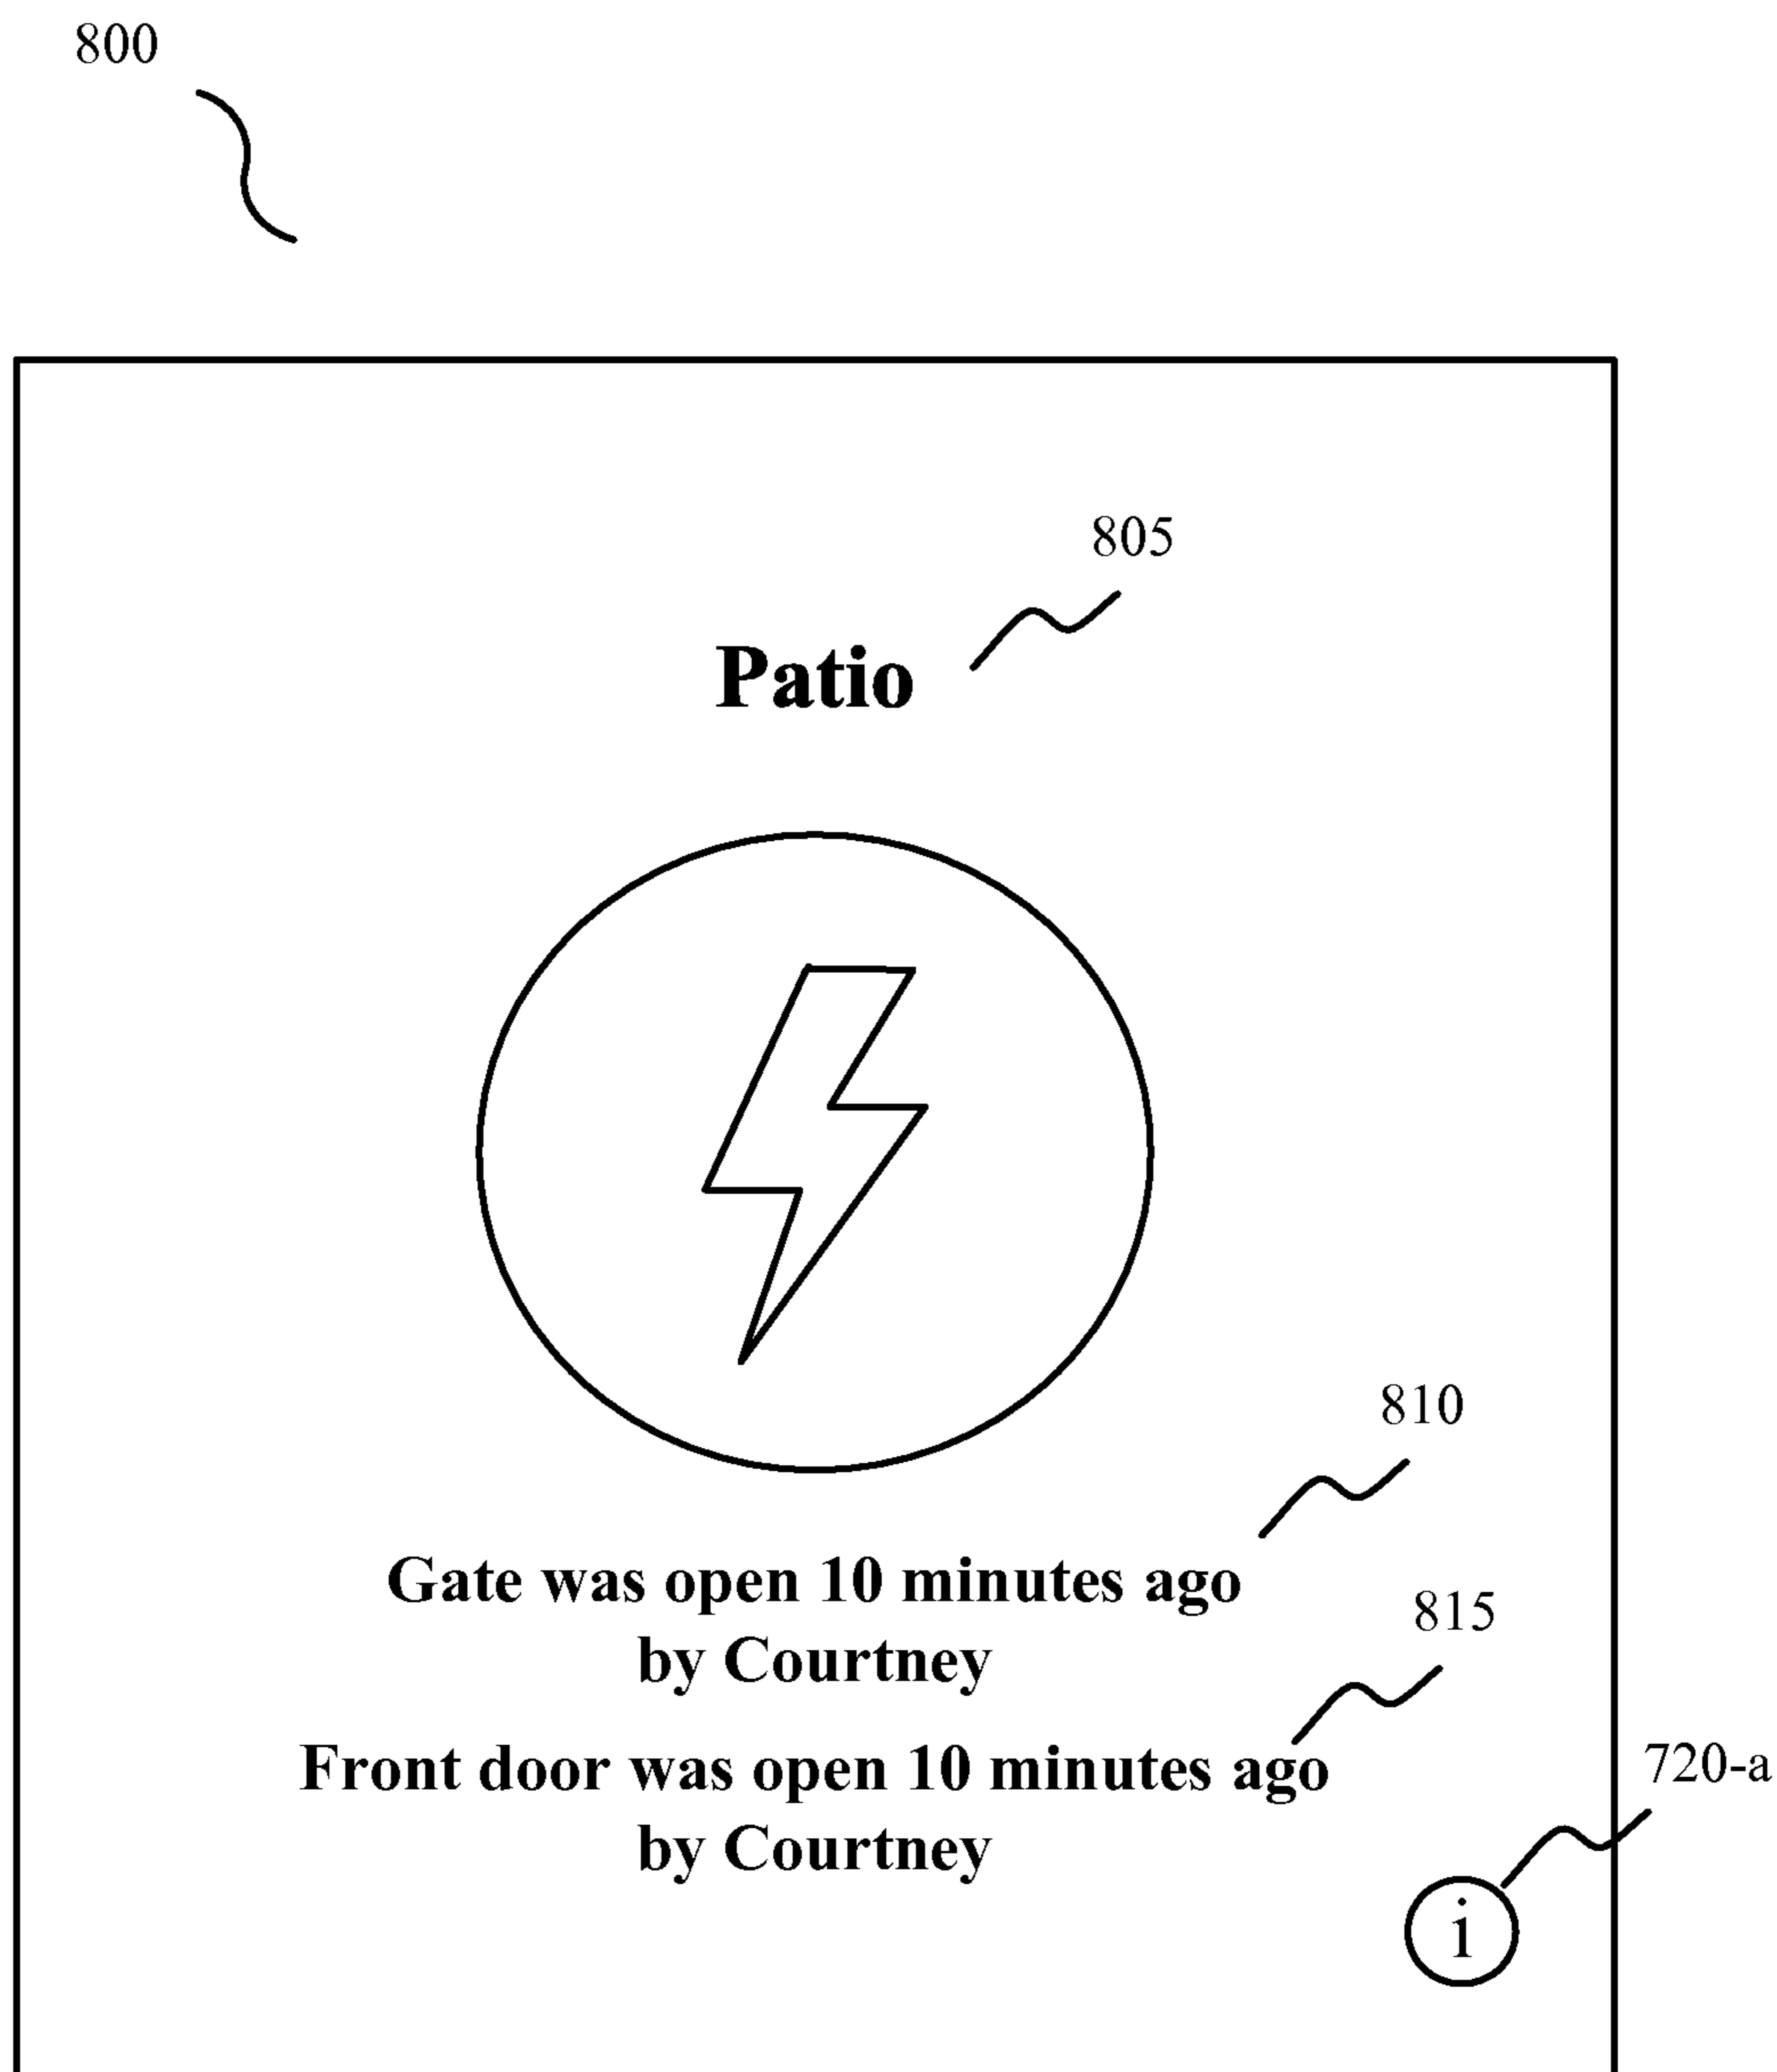 800
805
Patio
810
Gate was open 10 minutes ago
by Courtney
815
Front door was open 10 minutes ago
by Courtney
720-a
i